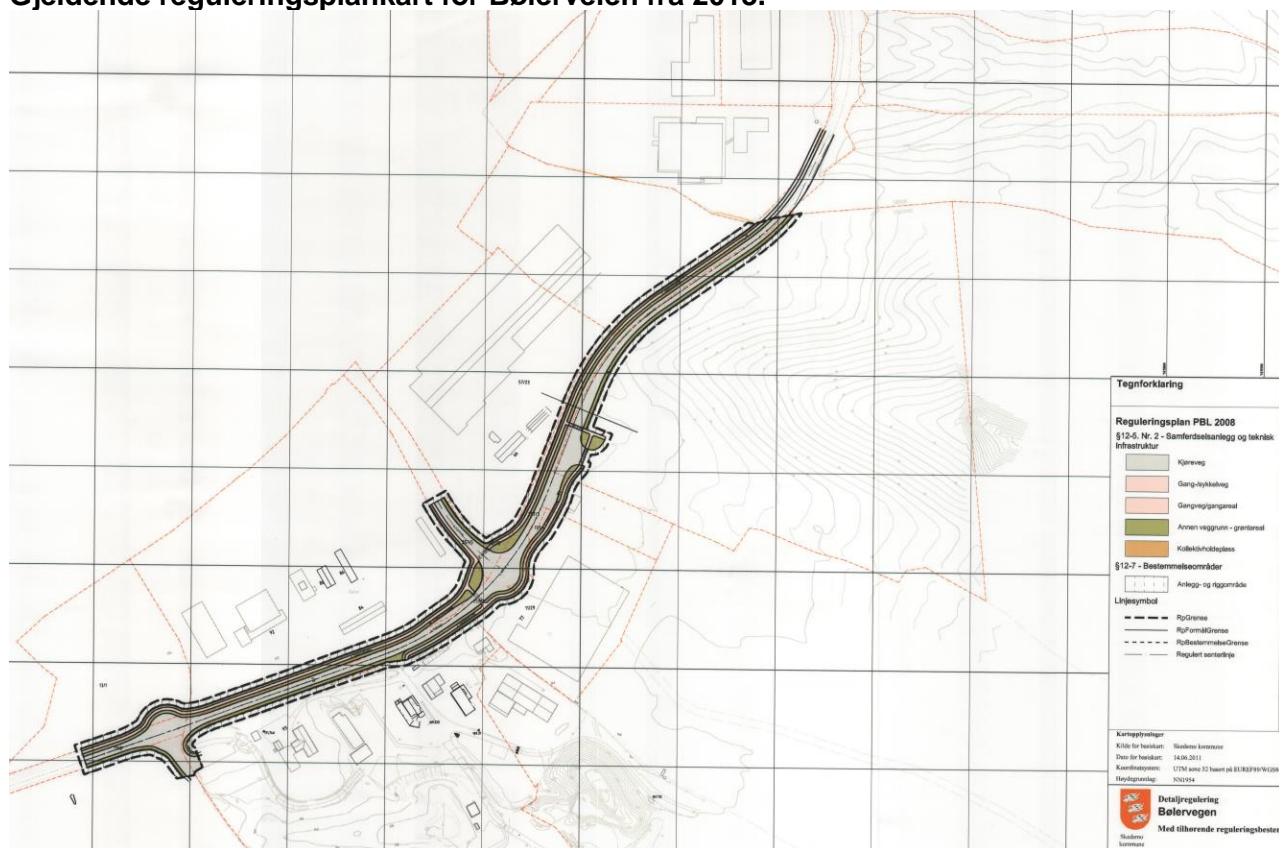 Gjeldende reguleringsplankart for Bølerveien fra 2013.
Tegnforklaring
Reguleringsplan PBL 2008
§12-5. Nr. 2 - Samferdselsanlegg og teknisk
infrastruktur
Kjøreveg
Gang-/sykkelveg
Gangveg/gangareal
Annen veggrunn - grøntareal
Kollektivholdeplass
§12-7 - Bestemmelseområder
Anlegg- og riggområde
Linjesymbol
RpGrense
RpFormålGrense
RpBestemmelseGrense
Regulert senterlinje
Kartopplysninger
Kilde for basiskart: Skedsmo kommune
Dato for basiskart: 14.06.2011
Koordinatsystem: UTM sone 32 basert på EUREF89/WGS8
Høydegrunnlag: NN1954
Detaljregulering
Bølervegen
Med tilhørende reguleringsbestem
Skedsmo
kommune